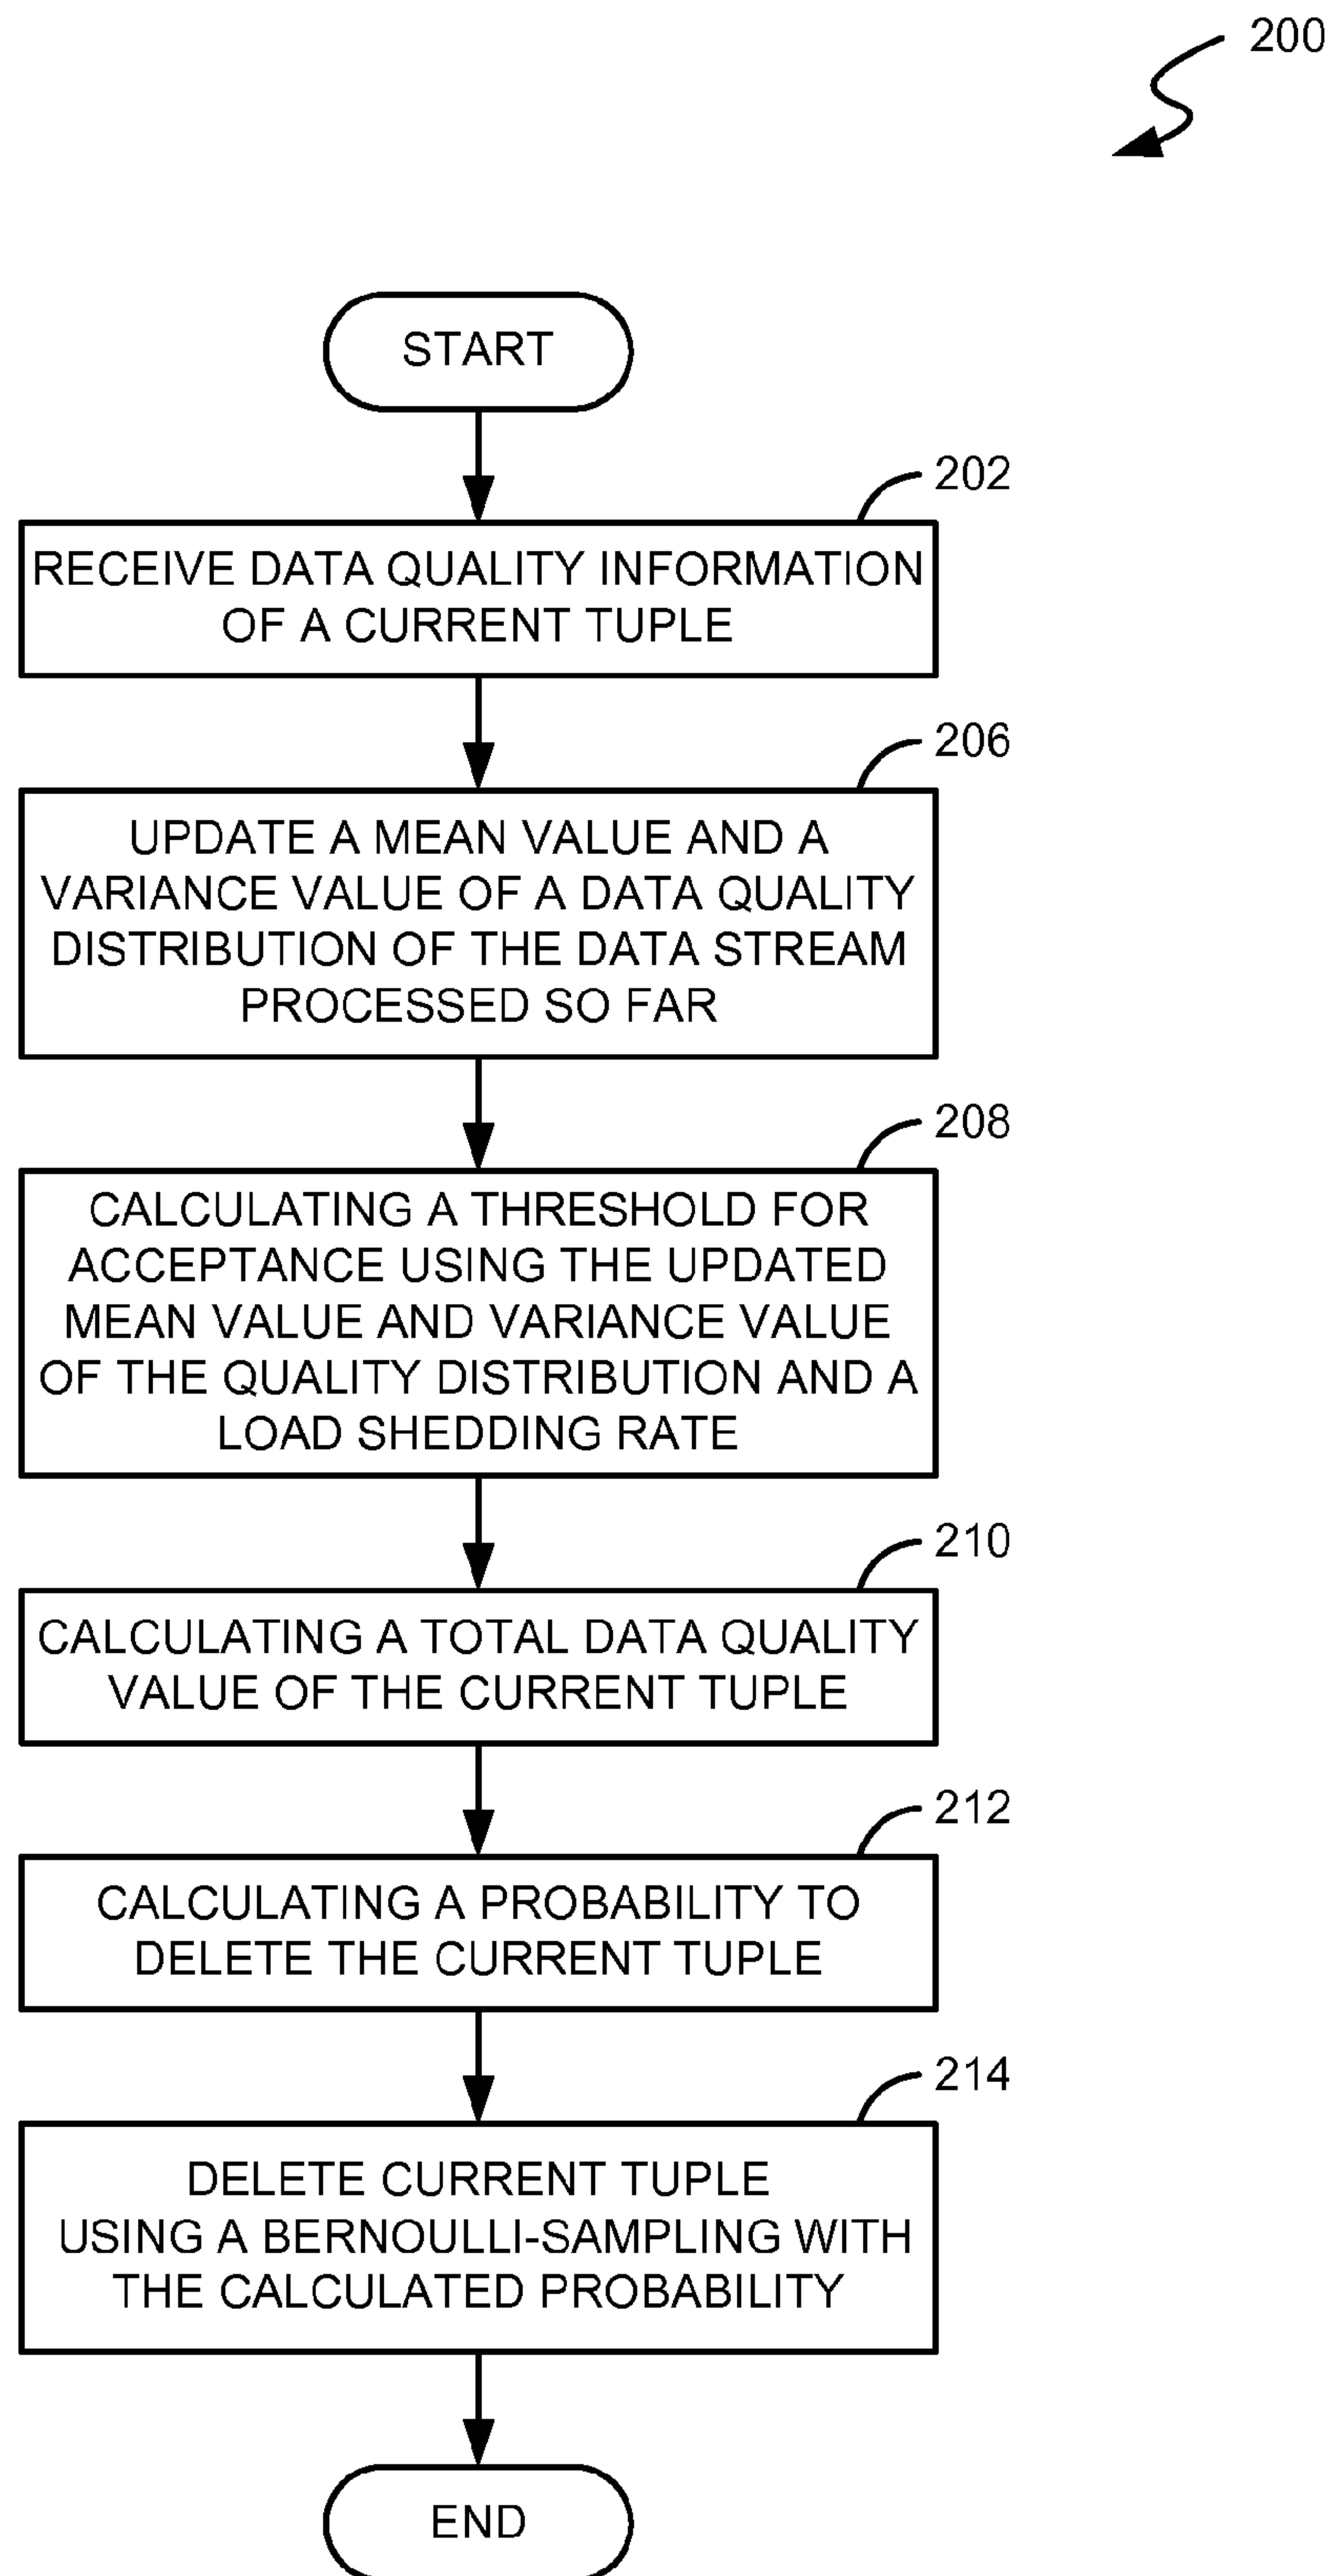 200
START
202
RECEIVE DATA QUALITY INFORMATION
OF A CURRENT TUPLE
206
UPDATE A MEAN VALUE AND A
VARIANCE VALUE OF A DATA QUALITY
DISTRIBUTION OF THE DATA STREAM
PROCESSED SO FAR
208
CALCULATING A THRESHOLD FOR
ACCEPTANCE USING THE UPDATED
MEAN VALUE AND VARIANCE VALUE
OF THE QUALITY DISTRIBUTION AND A
LOAD SHEDDING RATE
210
CALCULATING A TOTAL DATA QUALITY
VALUE OF THE CURRENT TUPLE
212
CALCULATING A PROBABILITY TO
DELETE THE CURRENT TUPLE
214
DELETE CURRENT TUPLE
USING A BERNOULLI-SAMPLING WITH
THE CALCULATED PROBABILITY
END